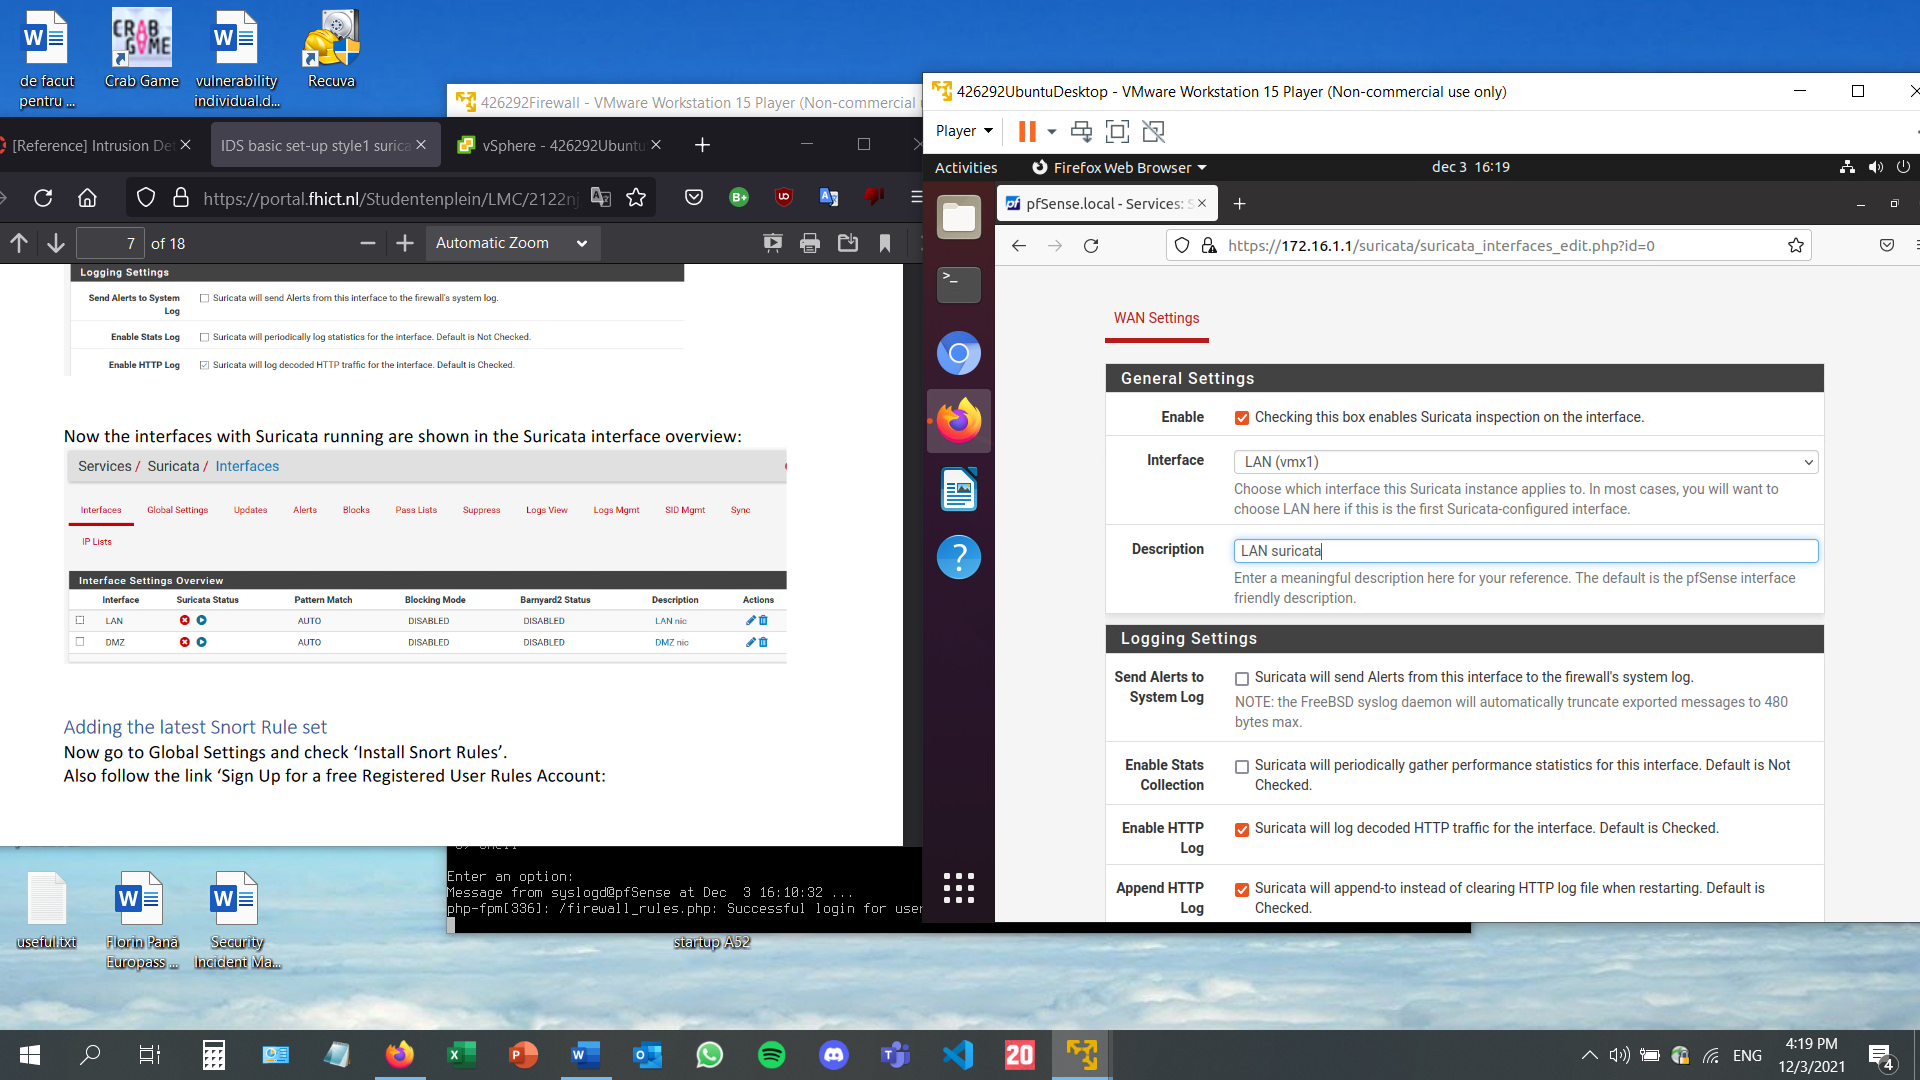 de facut
pentru ...
Crab Game
vulnerability
individual.d...
Recuva
426292Firewall - VMware Workstation 15 Player (Non-commercial
[Reference] Intrusion De
IDS basic set-up style1 surica
vSphere - 426292Ubuntu
https://portal.fhict.nl/Studentenplein/LMC/2122nj
7 of 18
Automatic Zoom
Logging Settings
Send Alerts to System Log
Suricata will send Alerts from this interface to the firewall's system log.
Enable Stats Log
Suricata will periodically log statistics for the interface. Default is Not Checked.
Enable HTTP Log
Suricata will log decoded HTTP traffic for the interface. Default is Checked.
Now the interfaces with Suricata running are shown in the Suricata interface overview:
Services / Suricata / Interfaces
Interfaces Global Settings Updates Alerts Blocks Pass Lists Suppress Logs View Logs Mgmt SID Mgmt Sync
IP Lists
Interface Settings Overview
Interface Suricata Status Pattern Match Blocking Mode Barnyard2 Status Description Actions
LAN AUTO DISABLED DISABLED LAN nic
DMZ AUTO DISABLED DISABLED DMZ nic
Adding the latest Snort Rule set
Now go to Global Settings and check ‘Install Snort Rules’.
Also follow the link ‘Sign Up for a free Registered User Rules Account:
Enter an option:
Message from syslogd@pfSense at Dec  3 16:10:32 ...
php-fpm[336]: /firewall_rules.php: Successful login for user
426292UbuntuDesktop - VMware Workstation 15 Player (Non-commercial use only)
Player
Activities
Firefox Web Browser
dec 3 16:19
pfSense.local - Services: S
https://172.16.1.1/suricata/suricata_interfaces_edit.php?id=0
WAN Settings
General Settings
Enable
Checking this box enables Suricata inspection on the interface.
Interface
LAN (vmx1)
Choose which interface this Suricata instance applies to. In most cases, you will want to
choose LAN here if this is the first Suricata-configured interface.
Description
LAN suricata
Enter a meaningful description here for your reference. The default is the pfSense interface
friendly description.
Logging Settings
Send Alerts to
System Log
Suricata will send Alerts from this interface to the firewall's system log.
NOTE: the FreeBSD syslog daemon will automatically truncate exported messages to 480
bytes max.
Enable Stats
Collection
Suricata will periodically gather performance statistics for this interface. Default is Not
Checked.
Enable HTTP
Log
Suricata will log decoded HTTP traffic for the interface. Default is Checked.
Append HTTP
Log
Suricata will append-to instead of clearing HTTP log file when restarting. Default is
Checked.
useful.txt
Florin Pană
Europass ...
Security
Incident Ma...
startup A52
20
ENG
4:19 PM
12/3/2021
4